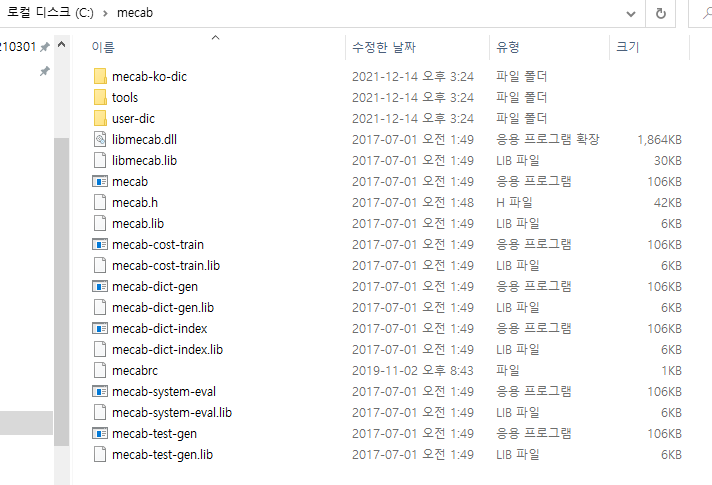 로컬 디스크 (C:) > mecab
이름 수정한 날짜 유형 크기
210301
mecab-ko-dic 2021-12-14 오후 3:24 파일 폴더
tools 2021-12-14 오후 3:24 파일 폴더
user-dic 2021-12-14 오후 3:24 파일 폴더
libmecab.dll 2017-07-01 오전 1:49 응용 프로그램 확장 1,864KB
libmecab.lib 2017-07-01 오전 1:49 LIB 파일 30KB
mecab 2017-07-01 오전 1:49 응용 프로그램 106KB
mecab.h 2017-07-01 오전 1:48 H 파일 42KB
mecab.lib 2017-07-01 오전 1:49 LIB 파일 6KB
mecab-cost-train 2017-07-01 오전 1:49 응용 프로그램 106KB
mecab-cost-train.lib 2017-07-01 오전 1:49 LIB 파일 6KB
mecab-dict-gen 2017-07-01 오전 1:49 응용 프로그램 106KB
mecab-dict-gen.lib 2017-07-01 오전 1:49 LIB 파일 6KB
mecab-dict-index 2017-07-01 오전 1:49 응용 프로그램 106KB
mecab-dict-index.lib 2017-07-01 오전 1:49 LIB 파일 6KB
mecabrc 2019-11-02 오후 8:43 파일 1KB
mecab-system-eval 2017-07-01 오전 1:49 응용 프로그램 106KB
mecab-system-eval.lib 2017-07-01 오전 1:49 LIB 파일 6KB
mecab-test-gen 2017-07-01 오전 1:49 응용 프로그램 106KB
mecab-test-gen.lib 2017-07-01 오전 1:49 LIB 파일 6KB